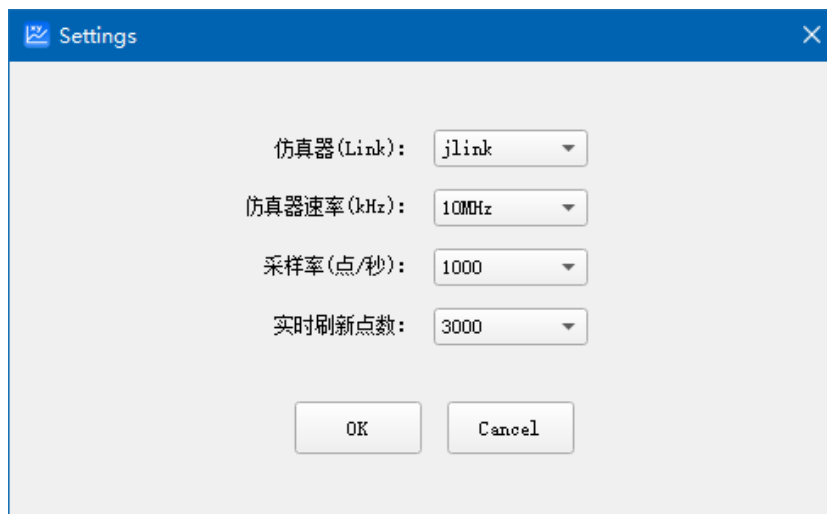 Settings
仿真器(Link): jlink
仿真器速率(kHz): 10MHz
采样率(点/秒): 1000
实时刷新点数: 3000
OK Cancel